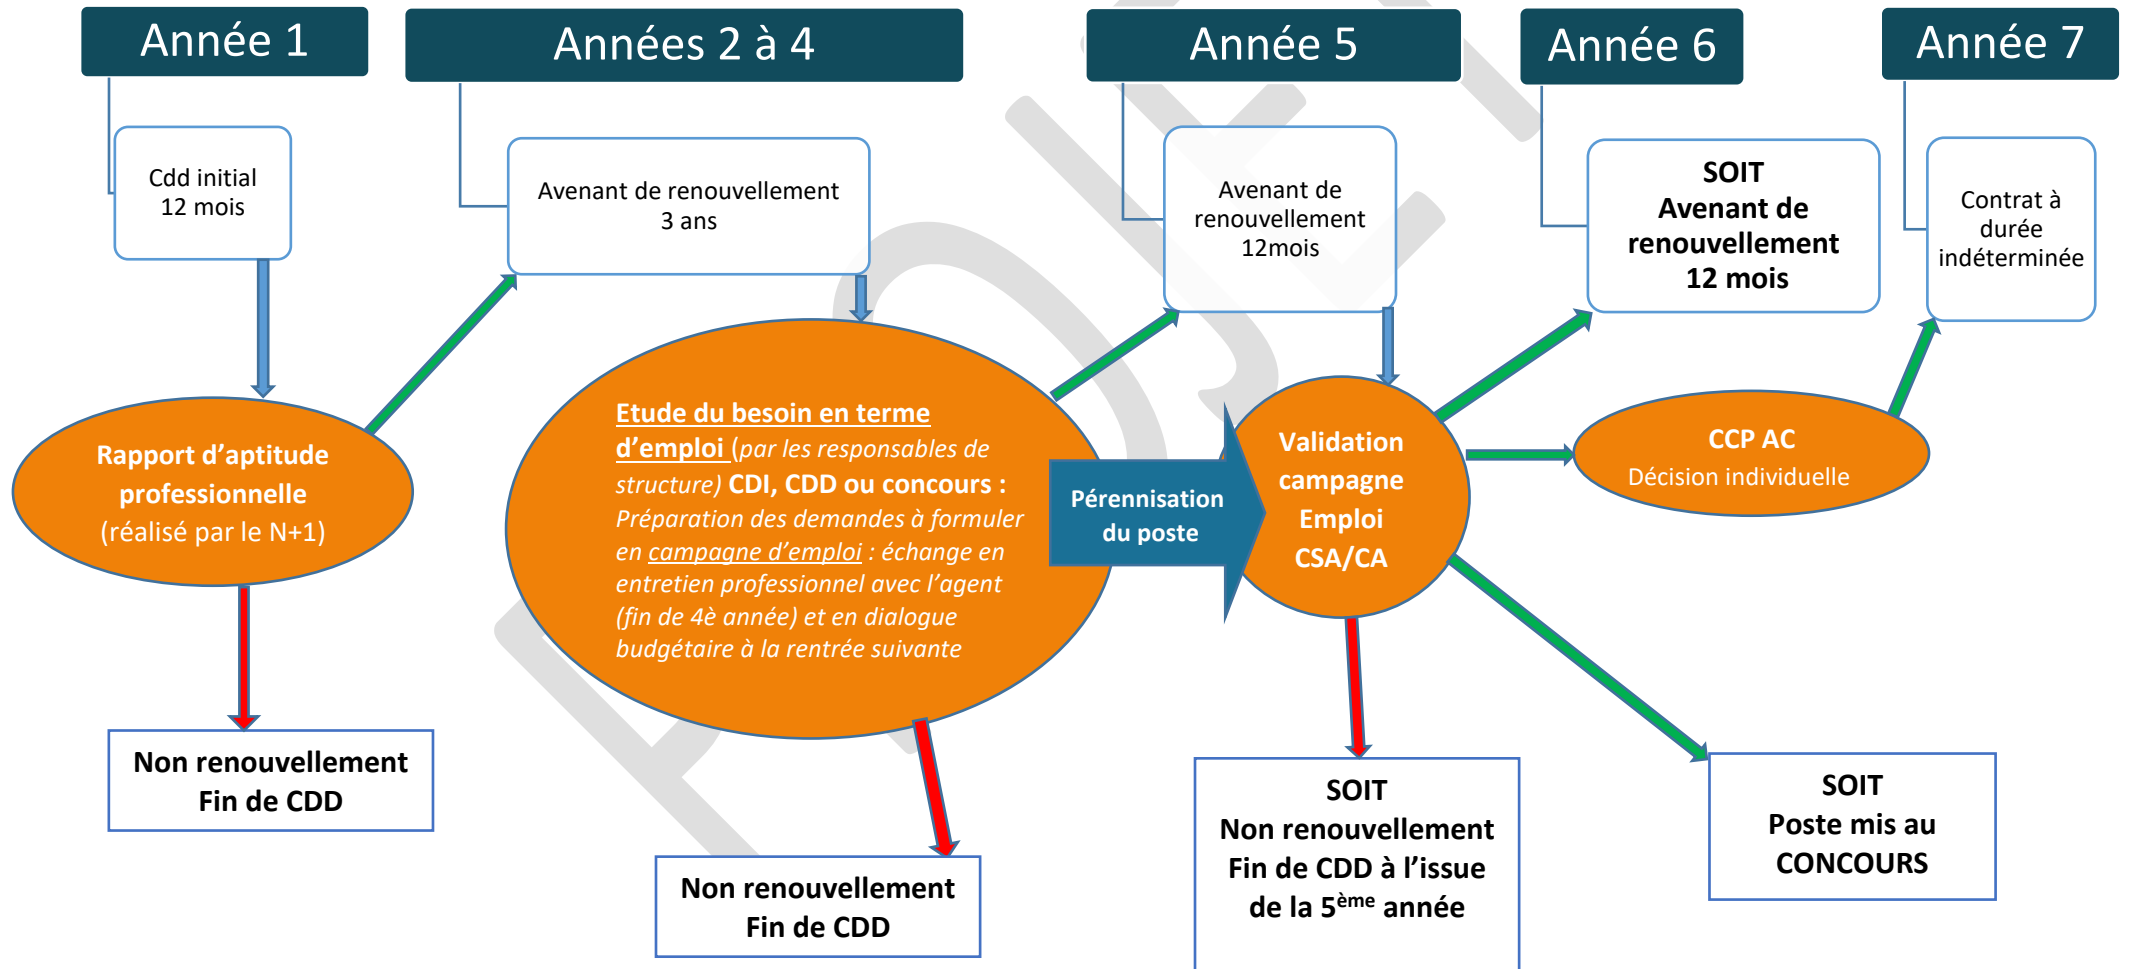 Année 1
Années 2 à 4
Année 5
Année 6
Année 7
Cdd initial
12 mois
Avenant de renouvellement
3 ans
Avenant de
renouvellement
12mois
SOIT
Avenant de
renouvellement
12 mois
Contrat à
durée
indéterminée
Rapport d’aptitude
professionnelle
(réalisé par le N+1)
Etude du besoin en terme
d’emploi (par les responsables de
structure) CDI, CDD ou concours :
Préparation des demandes à formuler
en campagne d’emploi : échange en
entretien professionnel avec l’agent
(fin de 4è année) et en dialogue
budgétaire à la rentrée suivante
Pérennisation
du poste
Validation
campagne
Emploi
CSA/CA
CCP AC
Décision individuelle
Non renouvellement
Fin de CDD
Non renouvellement
Fin de CDD
SOIT
Non renouvellement
Fin de CDD à l’issue
de la 5ème année
SOIT
Poste mis au
CONCOURS
PROJET